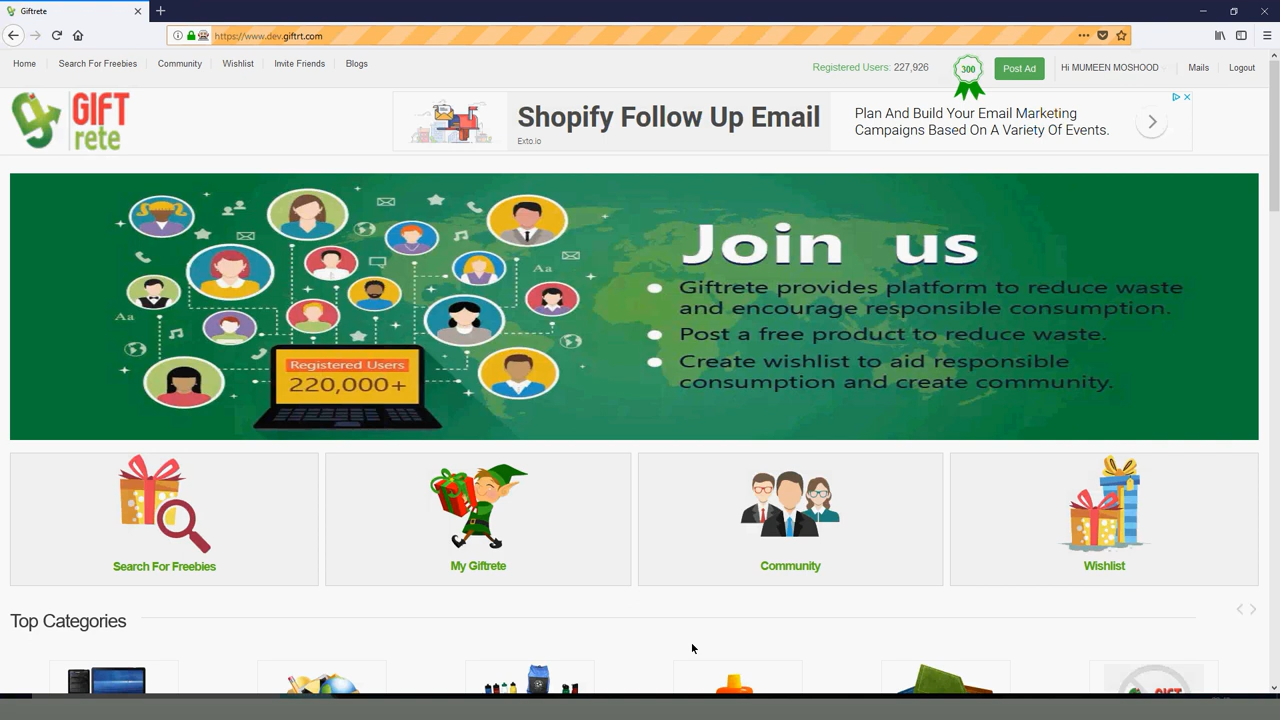 Giftrete
https://www.dev.giftrt.com
Home
Search For Freebies
Community
Wishlist
Invite Friends
Blogs
Registered Users: 227,926
300
Post Ad
Hi MUMEEN MOSHOOD
Mails
Logout
GIFT
rete
Shopify Follow Up Email
Exto.io
Plan And Build Your Email Marketing
Campaigns Based On A Variety Of Events.
Join us
Giftrete provides platform to reduce waste
and encourage responsible consumption.
Post a free product to reduce waste.
Create wishlist to aid responsible
consumption and create community.
Aa
Aa
Registered Users
220,000+
Search For Freebies
My Giftrete
Community
Wishlist
Top Categories